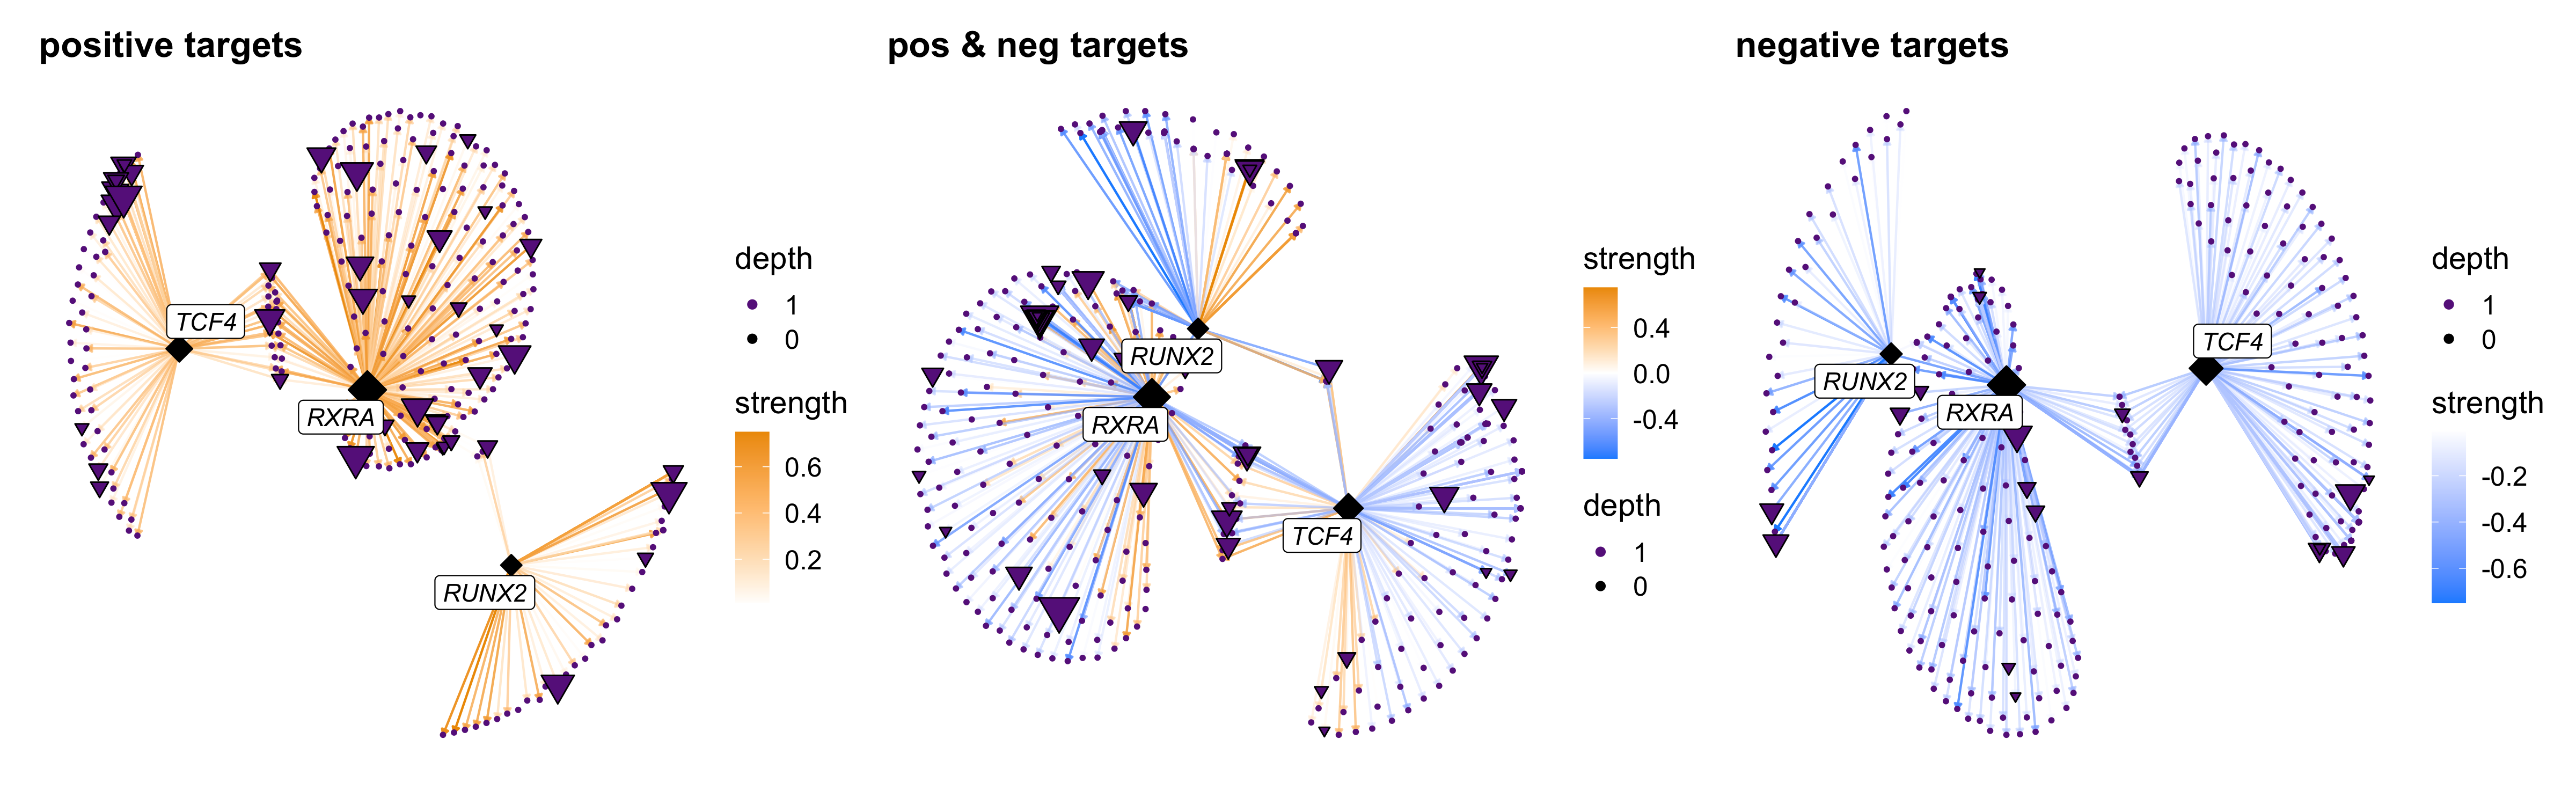 positive targets
TCF4
RXRA
RUNX2
depth
1
0
strength
0.6
0.4
0.2
pos & neg targets
RUNX2
RXRA
TCF4
strength
0.4
0.0
-0.4
depth
1
0
negative targets
TCF4
RUNX2
RXRA
depth
1
0
strength
-0.2
-0.4
-0.6